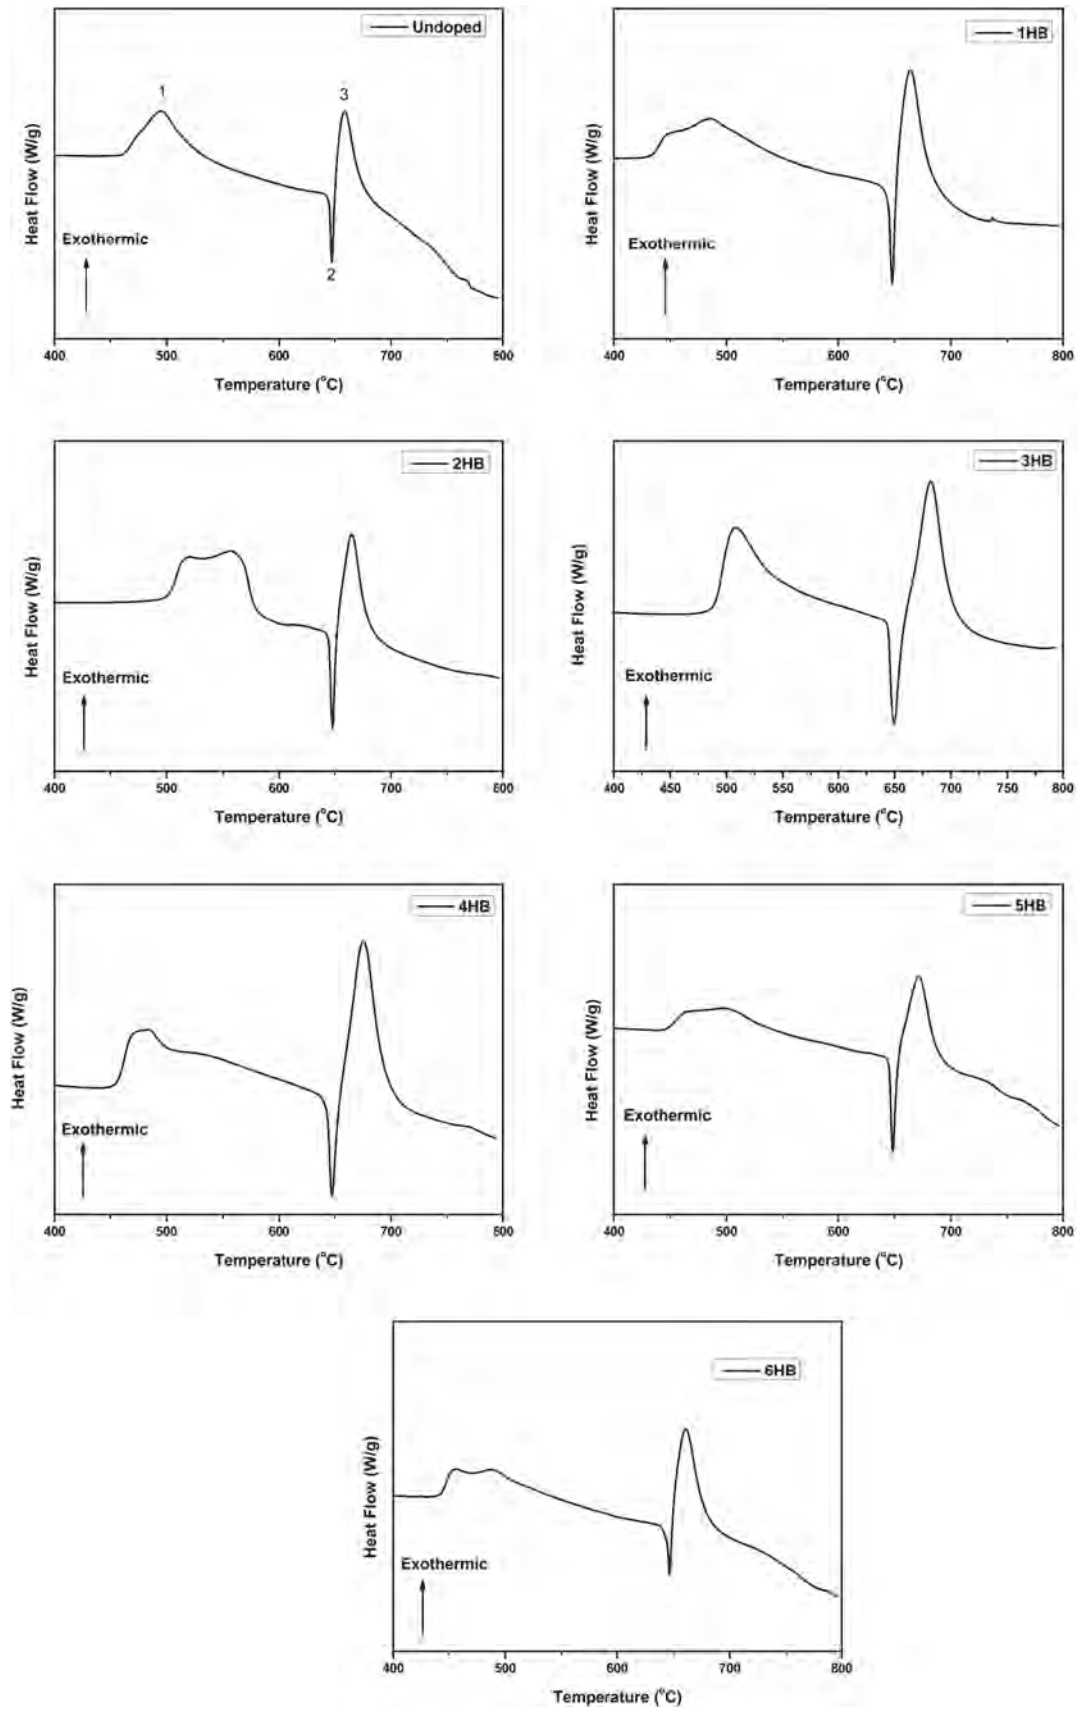 Undoped
1
3
2
Heat Flow (W/g)
Exothermic
400 500 600 700 800
Temperature (°C)
1HB
Heat Flow (W/g)
Exothermic
400 500 600 700 800
Temperature (°C)
2HB
Heat Flow (W/g)
Exothermic
400 500 600 700 800
Temperature (°C)
3HB
Heat Flow (W/g)
Exothermic
400 450 500 550 600 650 700 750 800
Temperature (°C)
4HB
Heat Flow (W/g)
Exothermic
400 500 600 700 800
Temperature (°C)
5HB
Heat Flow (W/g)
Exothermic
400 500 600 700 800
Temperature (°C)
6HB
Heat Flow (W/g)
Exothermic
400 500 600 700 800
Temperature (°C)